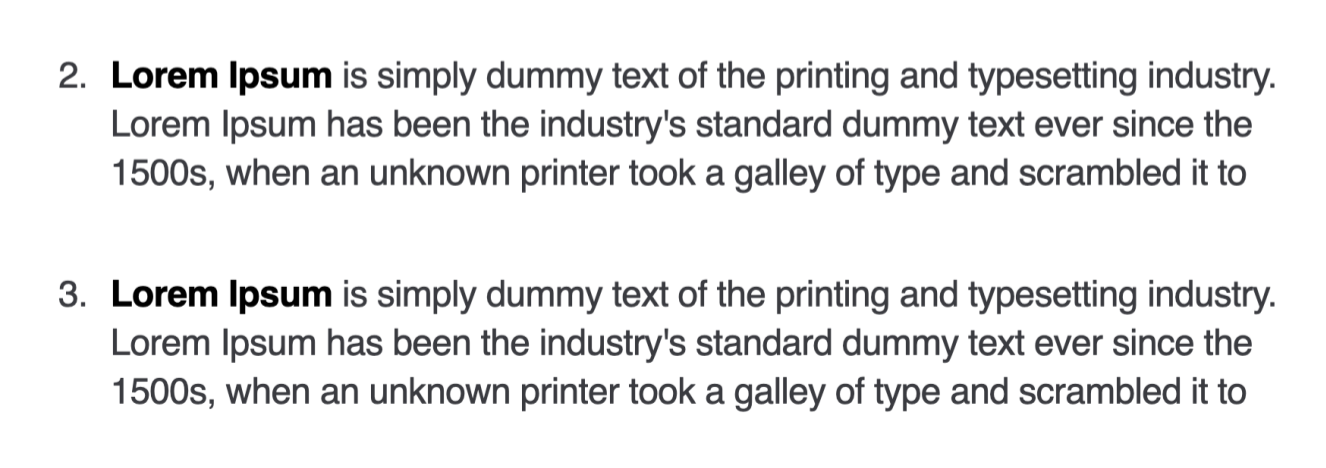 2. Lorem Ipsum is simply dummy text of the printing and typesetting industry.
Lorem Ipsum has been the industry's standard dummy text ever since the
1500s, when an unknown printer took a galley of type and scrambled it to
3. Lorem Ipsum is simply dummy text of the printing and typesetting industry.
Lorem Ipsum has been the industry's standard dummy text ever since the
1500s, when an unknown printer took a galley of type and scrambled it to